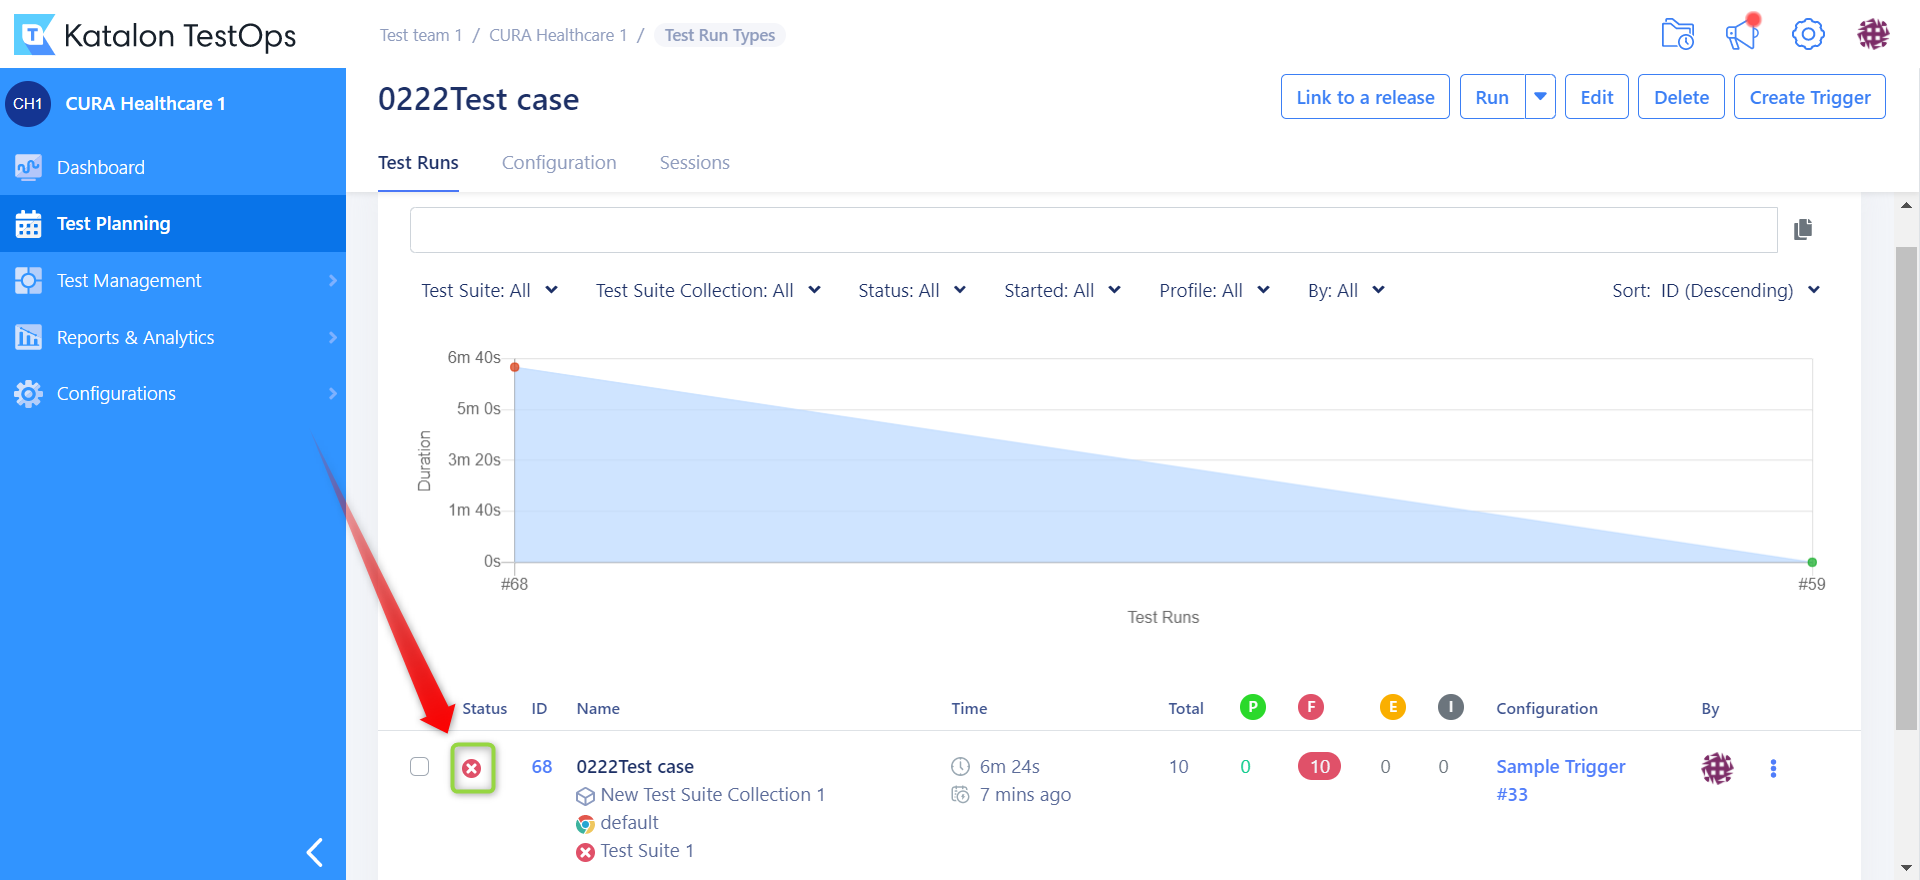 Katalon TestOps
Test team 1 / CURA Healthcare 1 / Test Run Types
CH1 CURA Healthcare 1
Dashboard
Test Planning
Test Management
Reports & Analytics
Configurations
0222Test case
Link to a release Run Edit Delete Create Trigger
Test Runs Configuration Sessions
Test Suite: All Test Suite Collection: All Status: All Started: All Profile: All By: All Sort: ID (Descending)
6m 40s
5m 0s
3m 20s
1m 40s
0s
Duration
#68 #59
Test Runs
Status ID Name Time Total P F E I Configuration By
68 0222Test case 6m 24s 10 0 10 0 0 Sample Trigger
New Test Suite Collection 1 7 mins ago #33
default
Test Suite 1